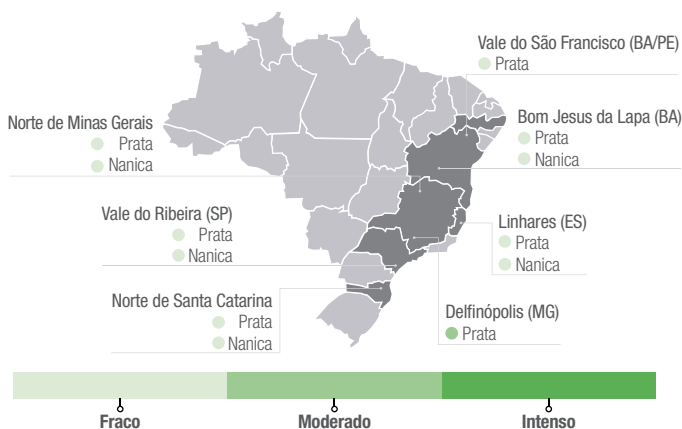 Vale do São Francisco (BA/PE)
Prata
Norte de Minas Gerais
Prata
Nanica
Bom Jesus da Lapa (BA)
Prata
Nanica
Vale do Ribeira (SP)
Prata
Nanica
Linhares (ES)
Prata
Nanica
Norte de Santa Catarina
Prata
Nanica
Delfinópolis (MG)
Prata
Fraco
Moderado
Intenso